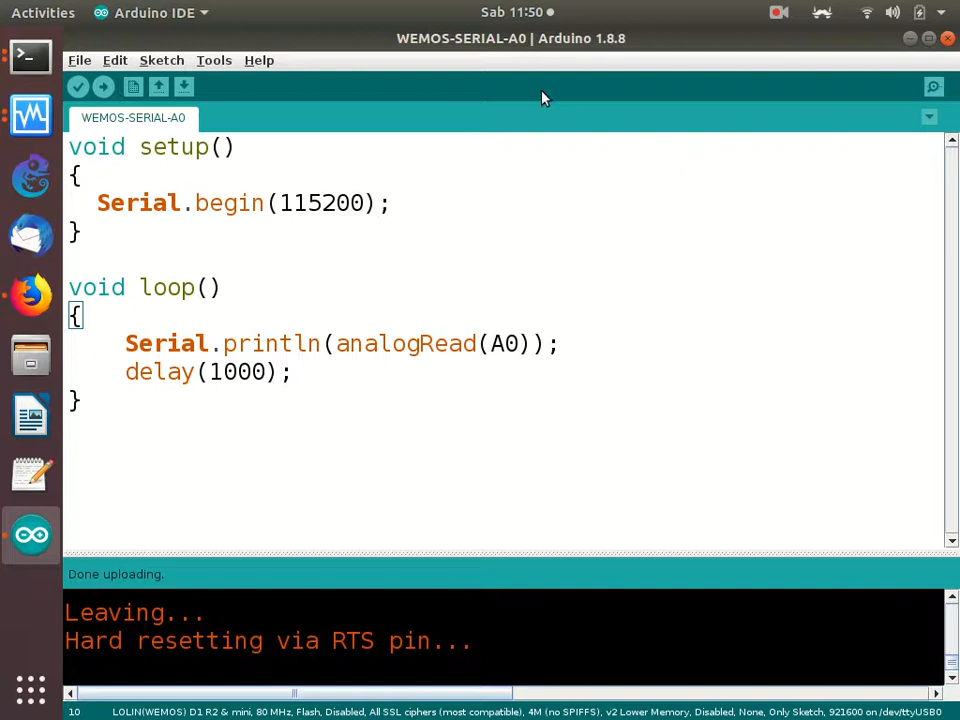 Activities Arduino IDE Sab 11:50
WEMOS-SERIAL-A0 | Arduino 1.8.8
File Edit Sketch Tools Help
WEMOS-SERIAL-A0
void setup()
{
Serial.begin(115200);
}
void loop()
{
Serial.println(analogRead(A0));
delay(1000);
}
Done uploading.
Leaving...
Hard resetting via RTS pin...
10 LOLIN(WEMOS) D1 R2 & mini, 80 MHz, Flash, Disabled, All SSL ciphers (most compatible), 4M (no SPIFFS), v2 Lower Memory, Disabled, None, Only Sketch, 921600 on /dev/ttyUSB0